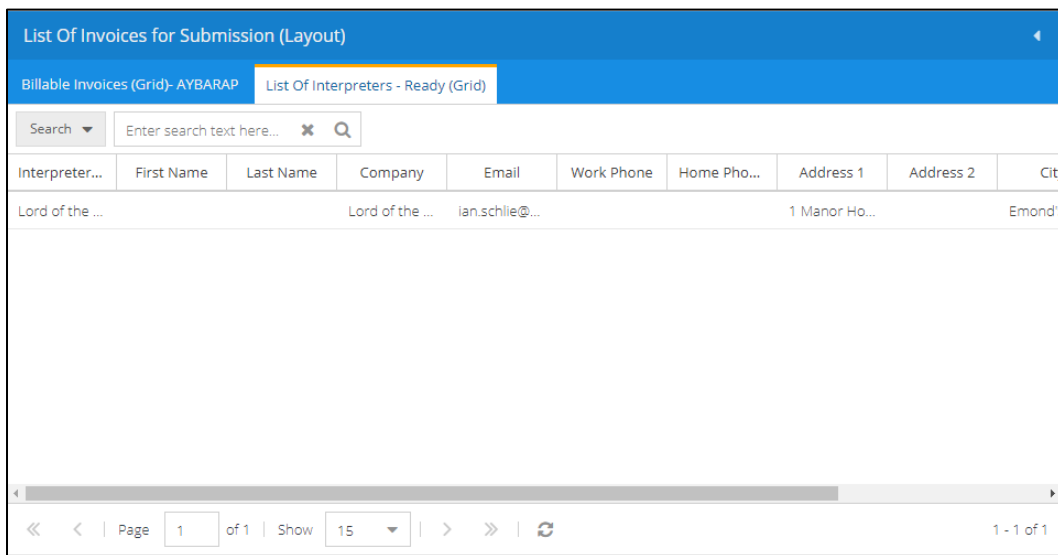 List Of Invoices for Submission (Layout)
Billable Invoices (Grid)- AYBARAP List Of Interpreters - Ready (Grid)
Search Enter search text here...
Interpreter... First Name Last Name Company Email Work Phone Home Pho... Address 1 Address 2 Cit
Lord of the ... Lord of the ... ian.schlie@... 1 Manor Ho... Emond'
Page 1 of 1 Show 15 1 - 1 of 1